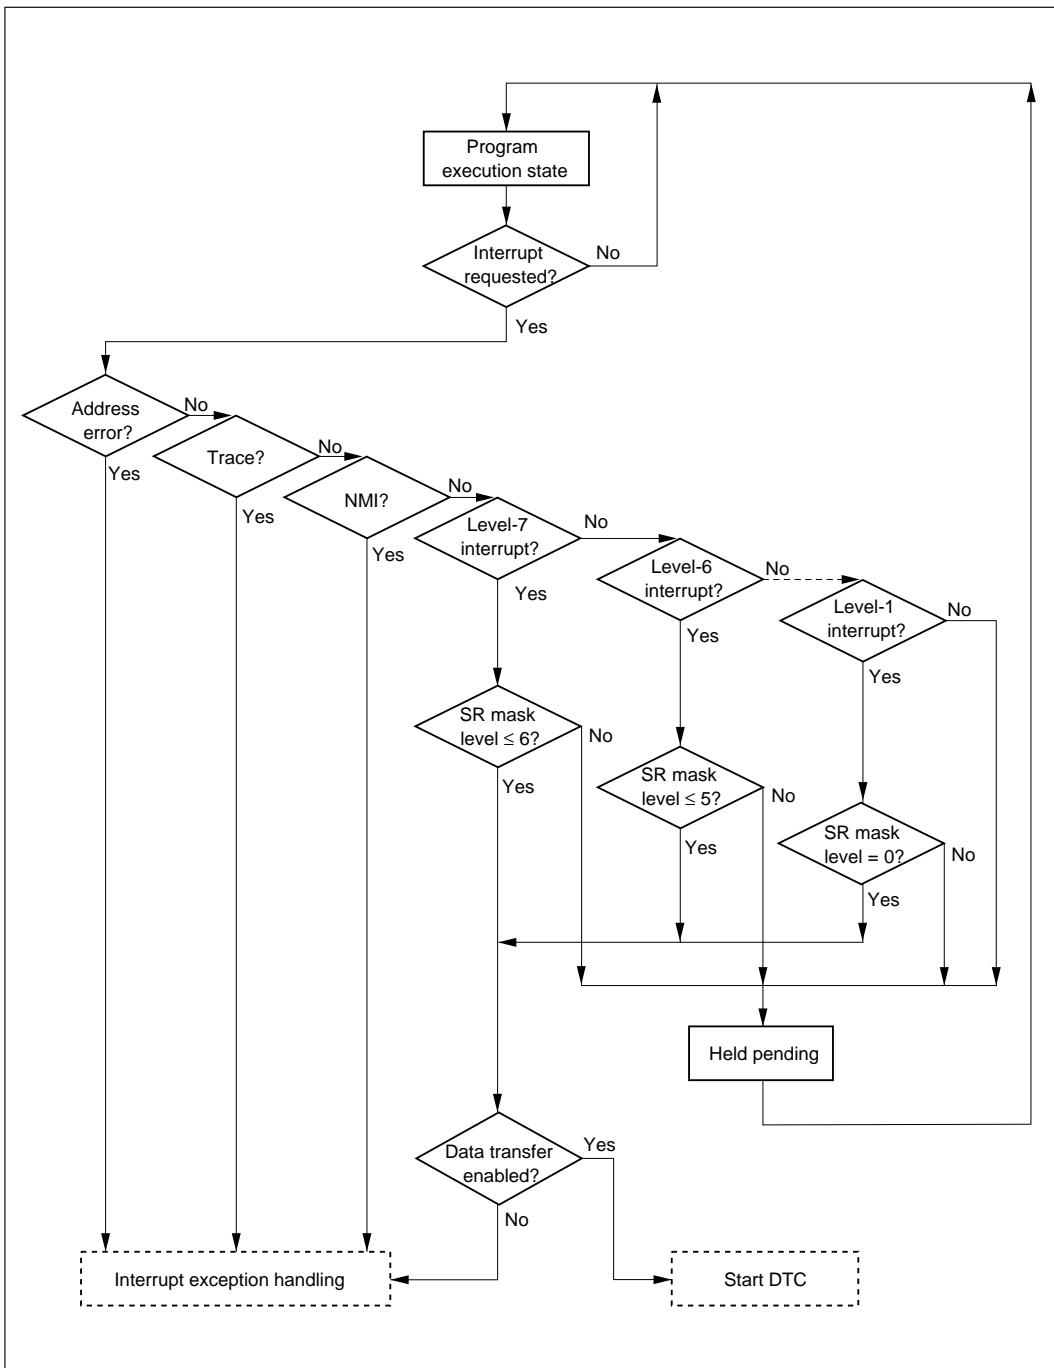 Program
execution state
Interrupt
requested?
No
Yes
Address
error?
No
Yes
Trace?
No
Yes
NMI?
No
Yes
Level-7
interrupt?
No
Yes
Level-6
interrupt?
No
Yes
Level-1
interrupt?
No
Yes
SR mask
level ≤ 6?
No
Yes
SR mask
level ≤ 5?
No
Yes
SR mask
level = 0?
No
Yes
Held pending
Data transfer
enabled?
Yes
No
Interrupt exception handling
Start DTC